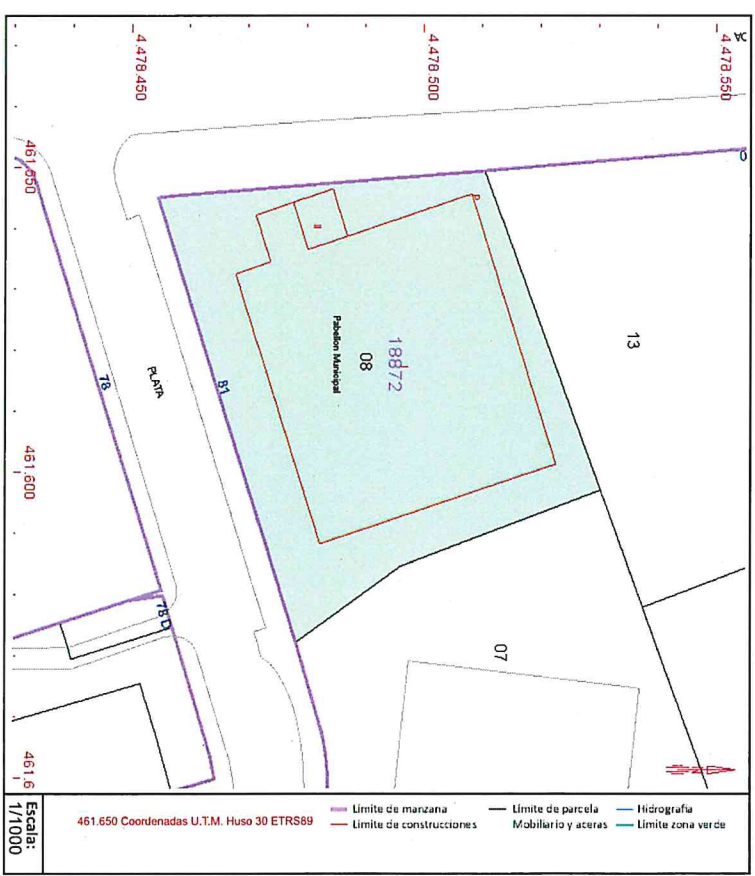 4.478.550
4.478.500
4.478.450
461.550
461.600
461.6
13
18872
08
Pabellon Municipal
II
P
81
PLATA
78
78 D
07
461.650 Coordenadas U.T.M. Huso 30 ETRS89
Limite de manzana
Limite de parcela
Hidrografia
Limite de construcciones
Mobiliario y aceras
Limite zona verde
Escala:
1/1000